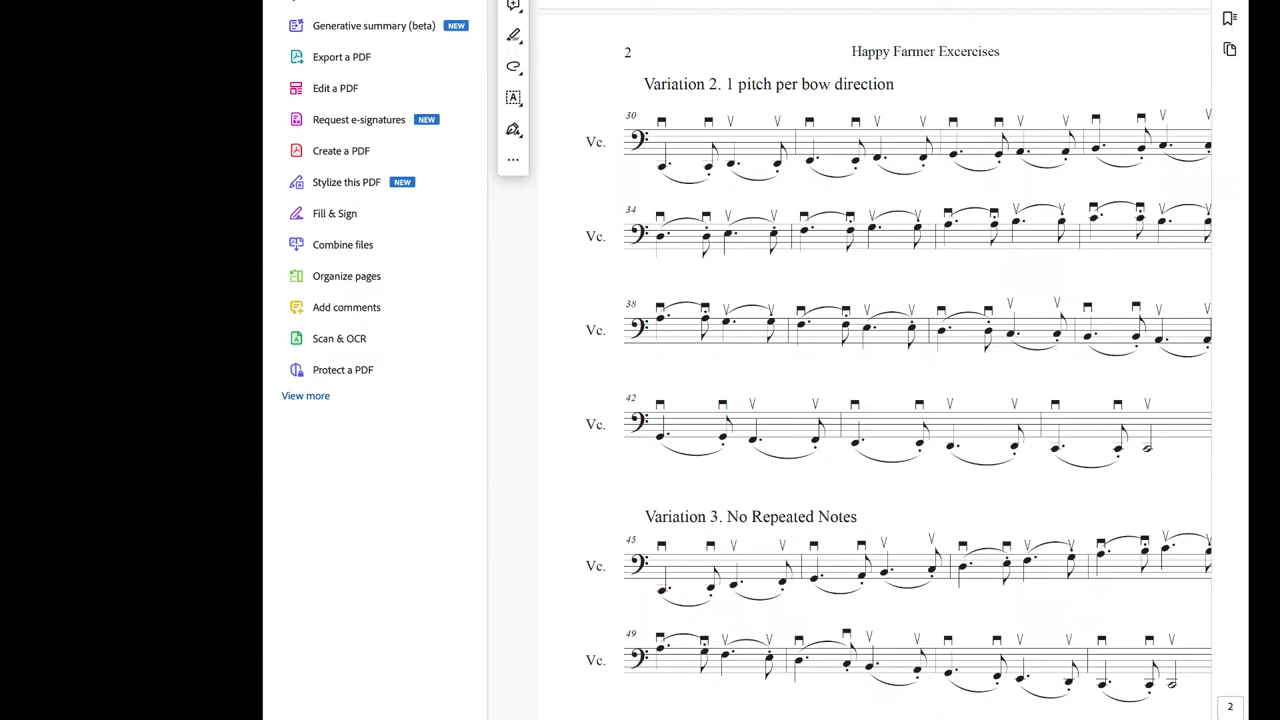 Generative summary (beta) NEW
Export a PDF
Edit a PDF
Request e-signatures NEW
Create a PDF
Stylize this PDF NEW
Fill & Sign
Combine files
Organize pages
Add comments
Scan & OCR
Protect a PDF
View more
2 Happy Farmer Excercises
Variation 2. 1 pitch per bow direction
30
Vc.
34
Vc.
38
Vc.
42
Vc.
Variation 3. No Repeated Notes
45
Vc.
49
Vc.
2